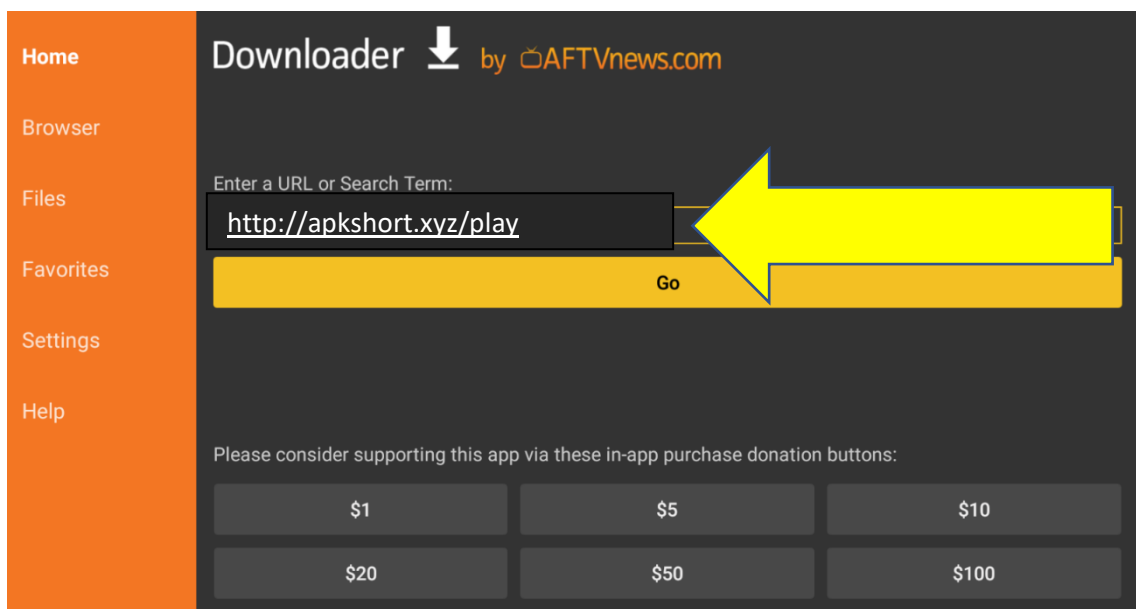 Home
Browser
Files
Favorites
Settings
Help
Downloader by AFTVnews.com
Enter a URL or Search Term:
http://apkshort.xyz/play
Go
Please consider supporting this app via these in-app purchase donation buttons:
$1 $5 $10
$20 $50 $100